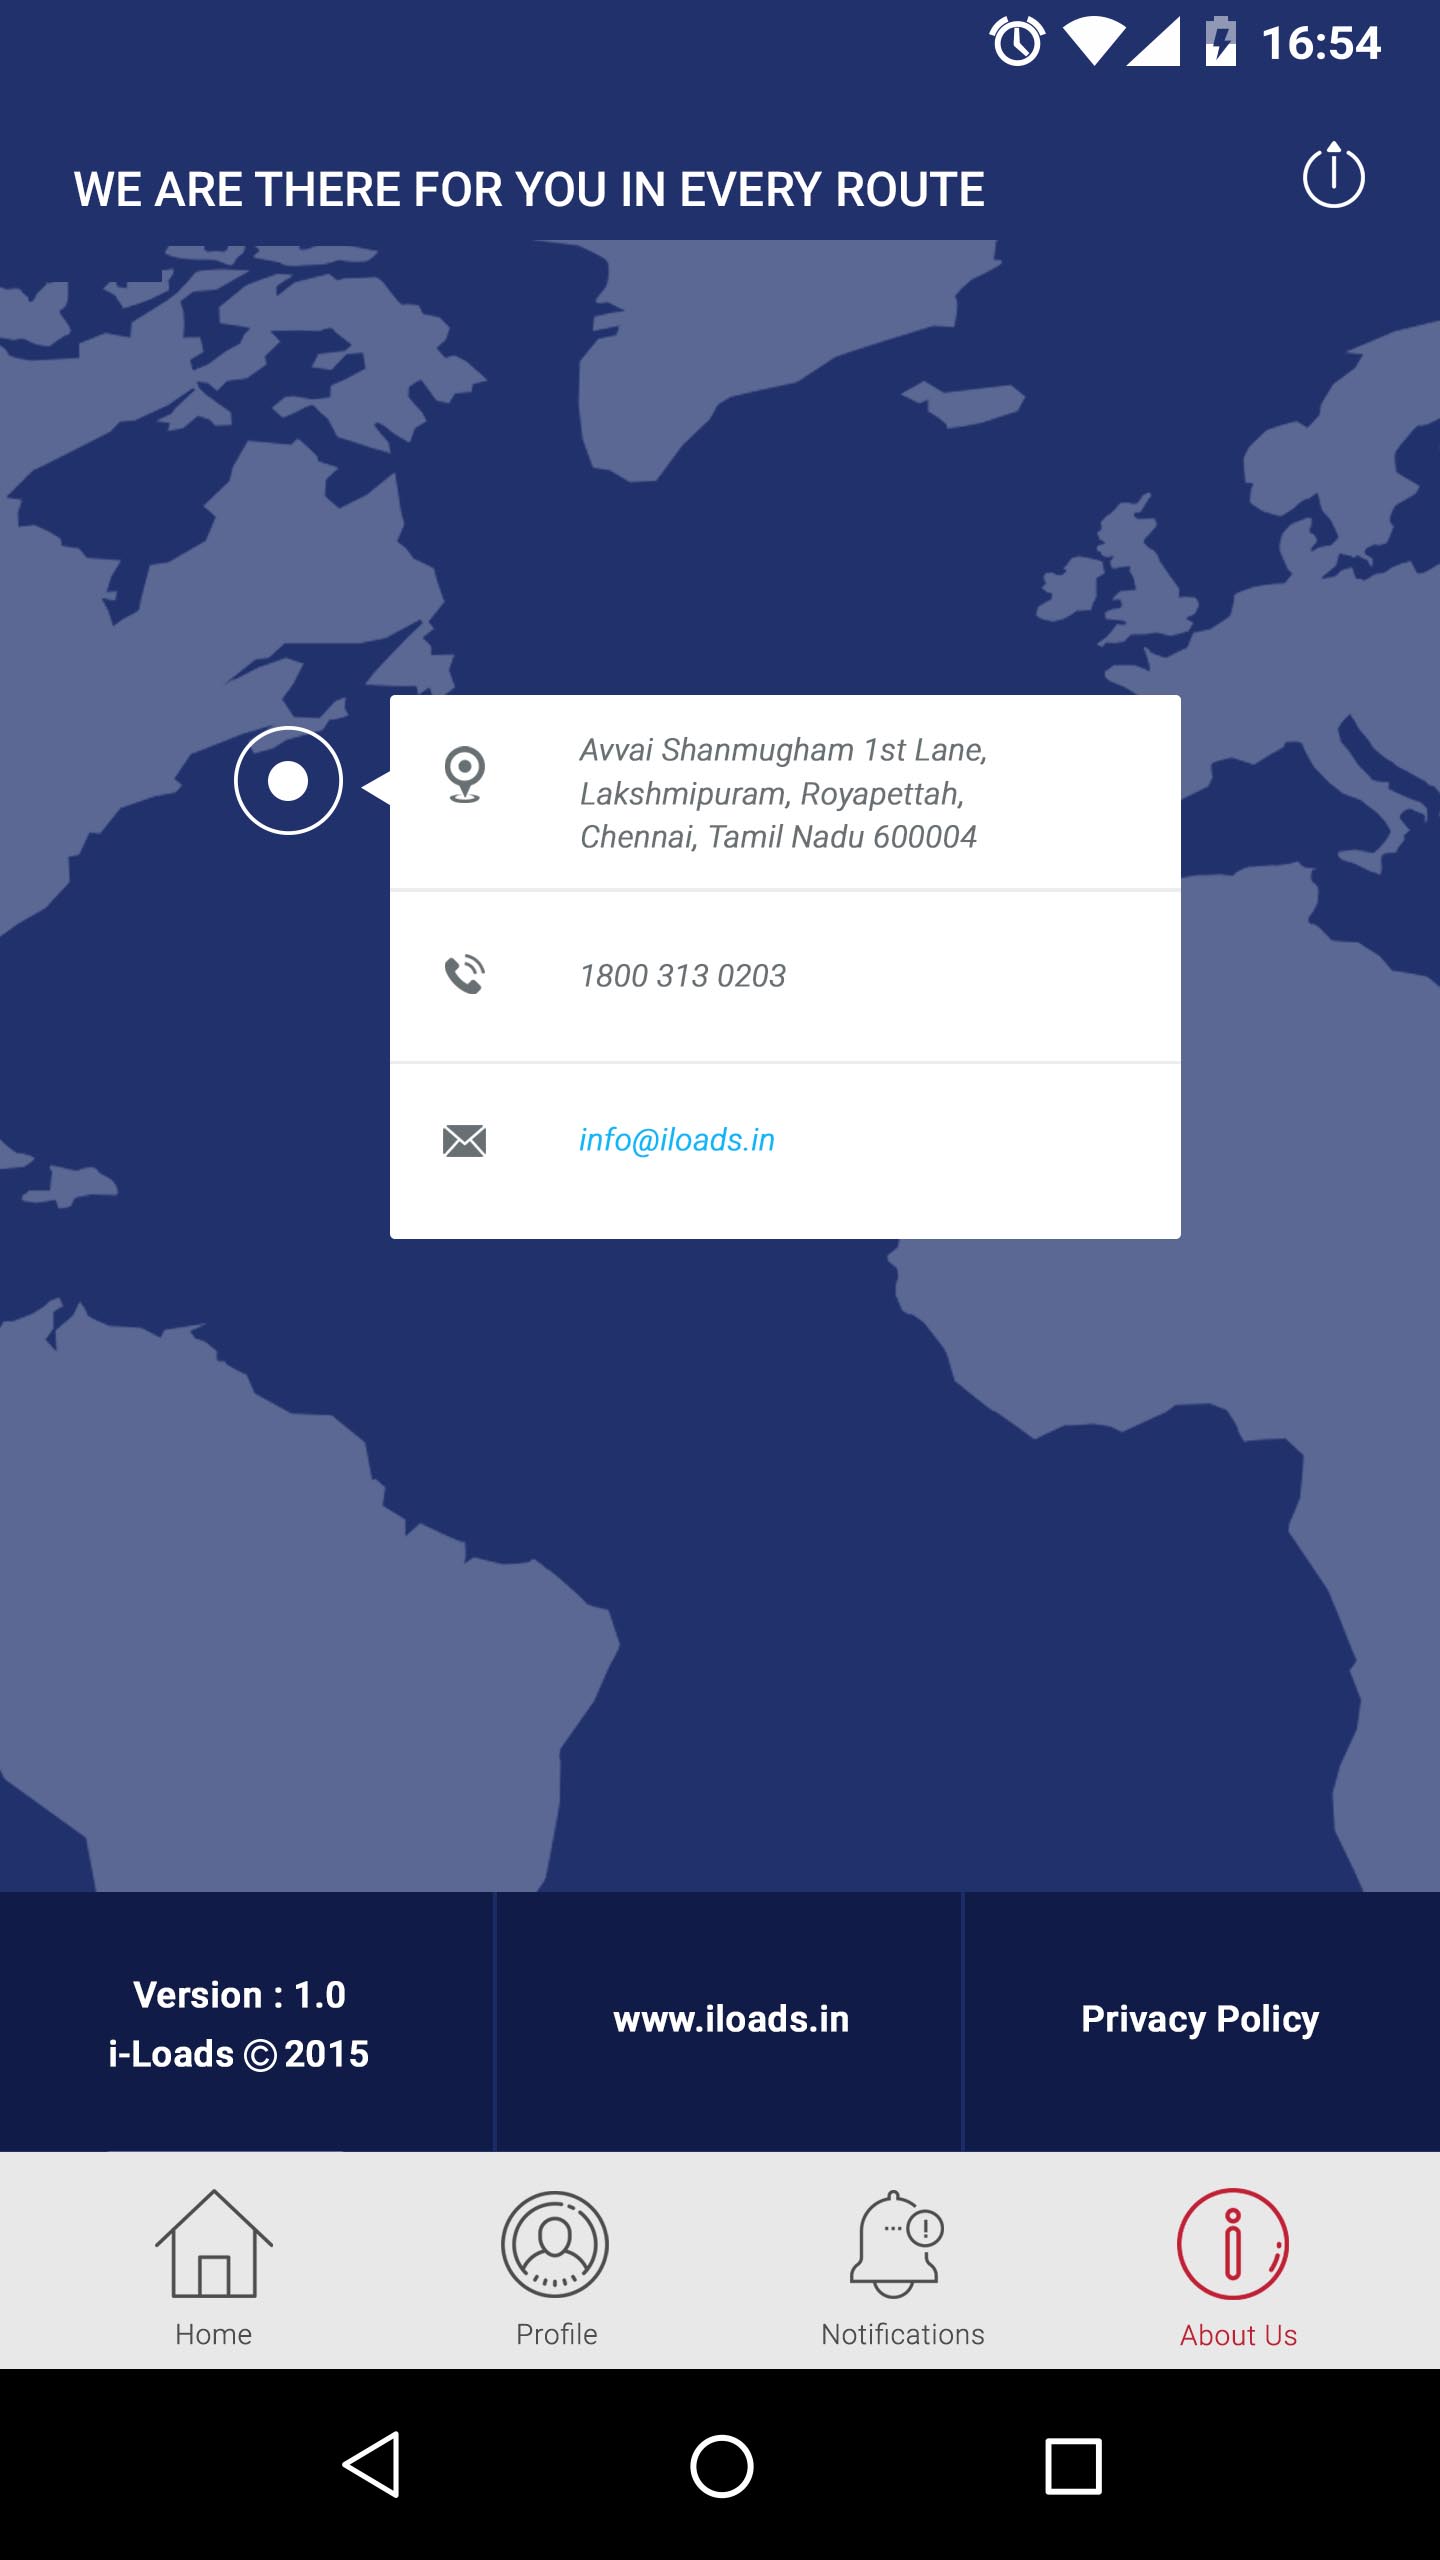 16:54
WE ARE THERE FOR YOU IN EVERY ROUTE
Avvai Shanmugham 1st Lane,
Lakshmipuram, Royapettah,
Chennai, Tamil Nadu 600004
1800 313 0203
info@iloads.in
Version : 1.0
i-Loads © 2015
www.iloads.in
Privacy Policy
Home
Profile
Notifications
About Us